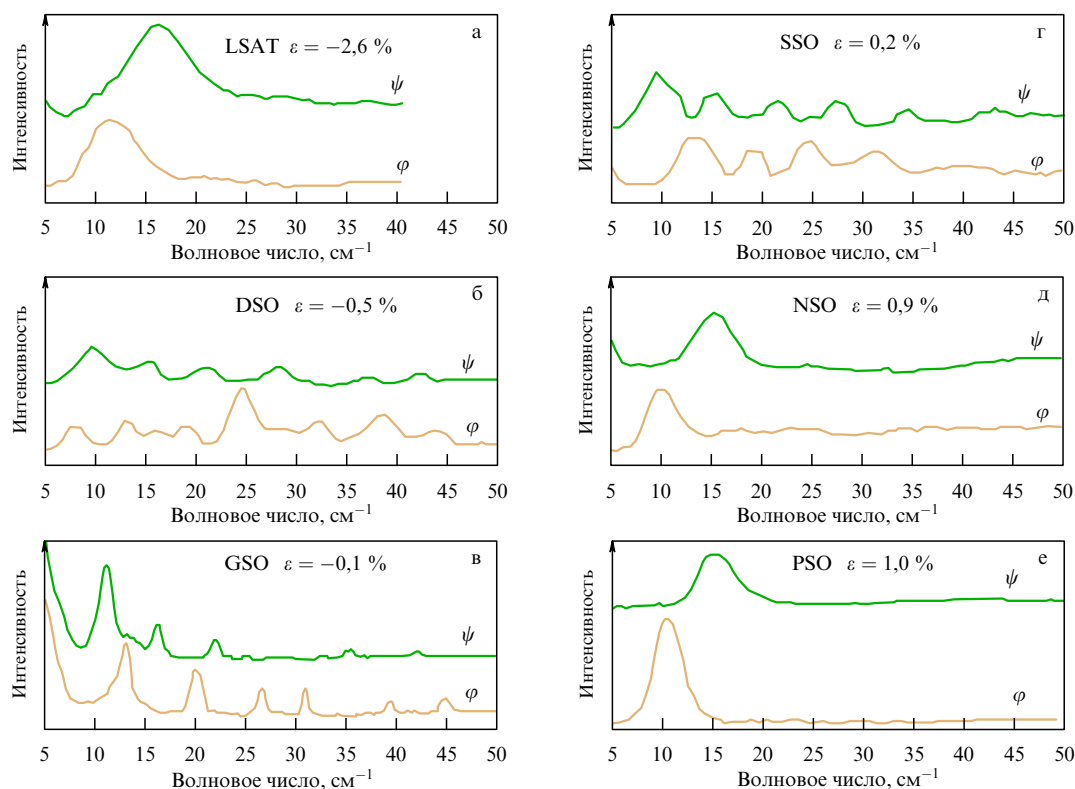 а
LSAT ε = −2,6 %
ψ
φ
Интенсивность
5 10 15 20 25 30 35 40 45 50
Волновое число, см⁻¹
б
DSO ε = −0,5 %
ψ
φ
Интенсивность
5 10 15 20 25 30 35 40 45 50
Волновое число, см⁻¹
в
GSO ε = −0,1 %
ψ
φ
Интенсивность
5 10 15 20 25 30 35 40 45 50
Волновое число, см⁻¹
г
SSO ε = 0,2 %
ψ
φ
Интенсивность
5 10 15 20 25 30 35 40 45 50
Волновое число, см⁻¹
д
NSO ε = 0,9 %
ψ
φ
Интенсивность
5 10 15 20 25 30 35 40 45 50
Волновое число, см⁻¹
е
PSO ε = 1,0 %
ψ
φ
Интенсивность
5 10 15 20 25 30 35 40 45 50
Волновое число, см⁻¹